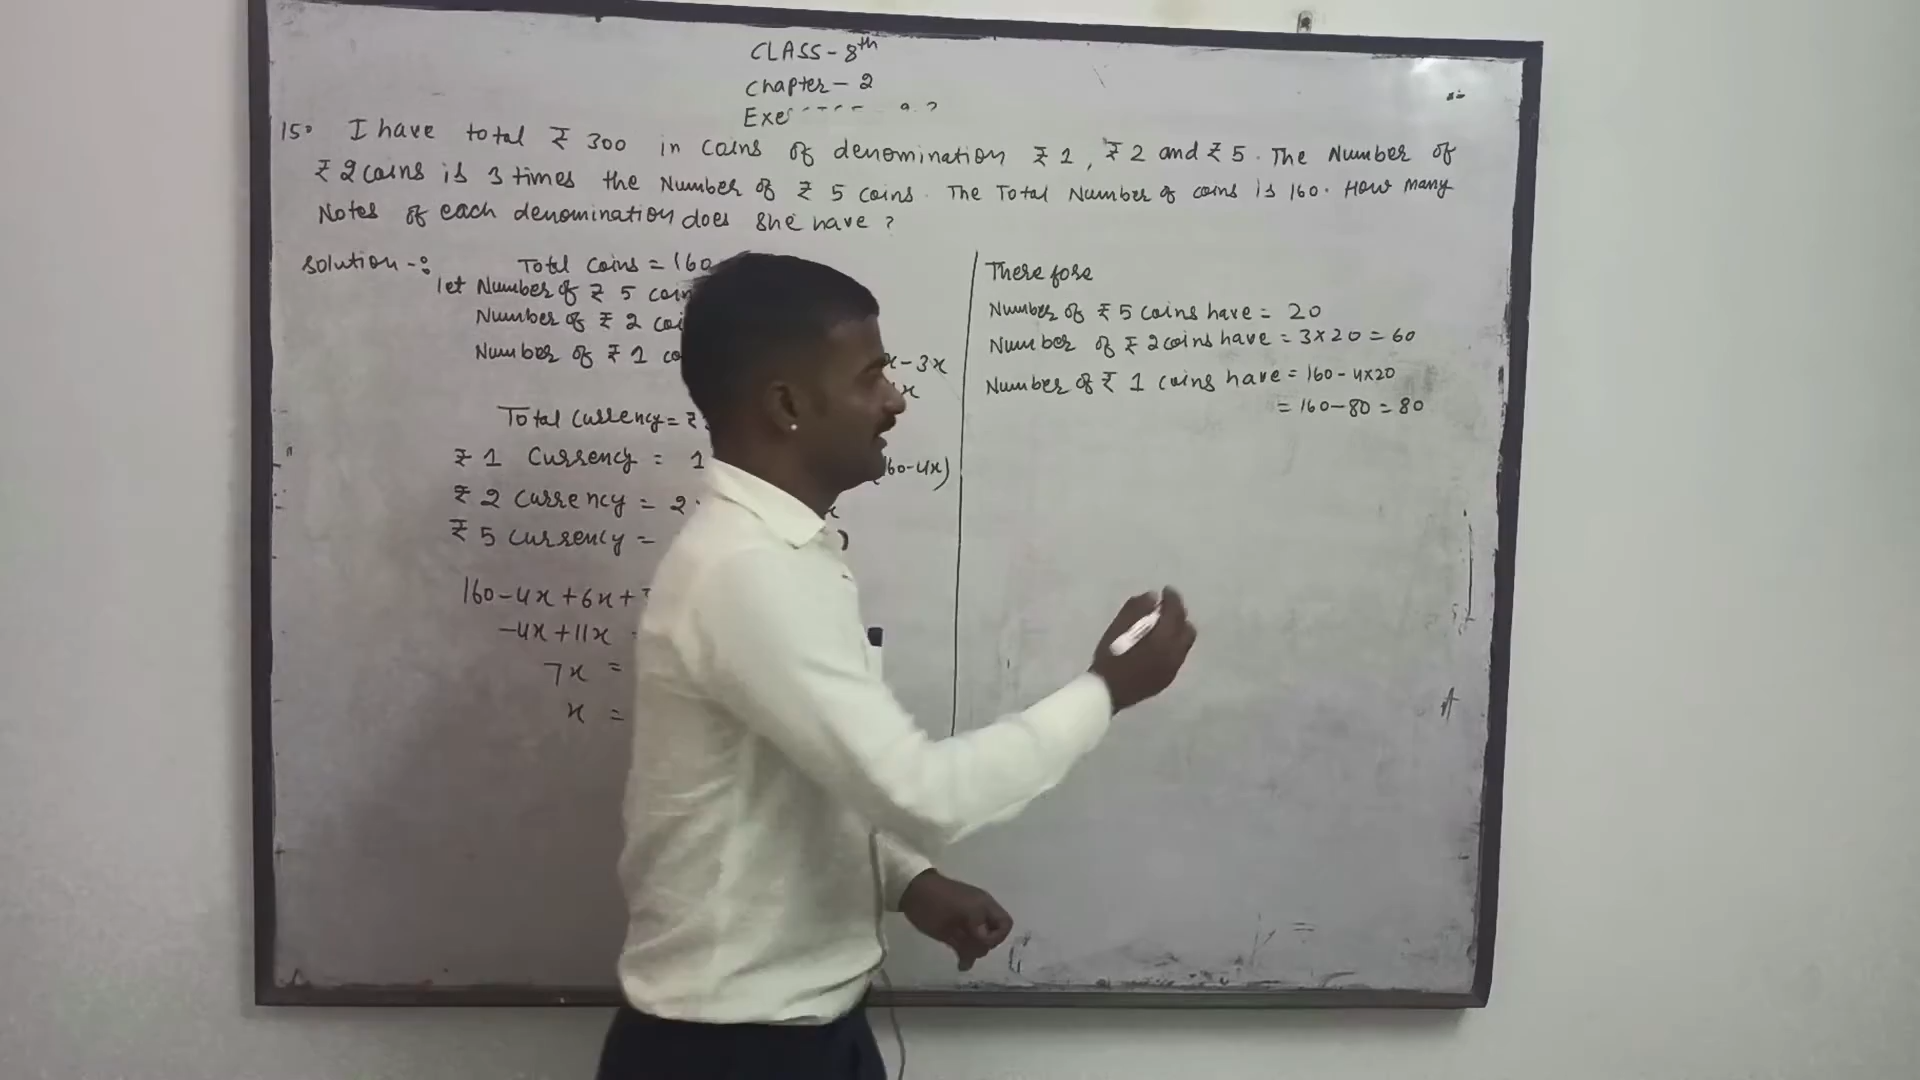 CLASS-8th
Chapter-2
Exe
15. I have total ₹ 300 in coins of denomination ₹ 1, ₹ 2 and ₹ 5. The Number of
₹ 2 coins is 3 times the Number of ₹ 5 coins. The Total Number of coins is 160. How many
Notes of each denomination does she have?
Solution-:
Total Coins = 160
let Number of ₹ 5 coin
Number of ₹ 2 coi
Number of ₹ 1 co
x-3x
x
Total Currency = ₹
₹ 1 Currency = 1
160-4x)
₹ 2 Currency = 2
x
₹ 5 currency =
)
160-4x+6x+
-4x+11x
7x =
x =
Therefore
Number of ₹ 5 coins have = 20
Number of ₹ 2 coins have = 3x20 = 60
Number of ₹ 1 coins have = 160-4x20
= 160-80 = 80